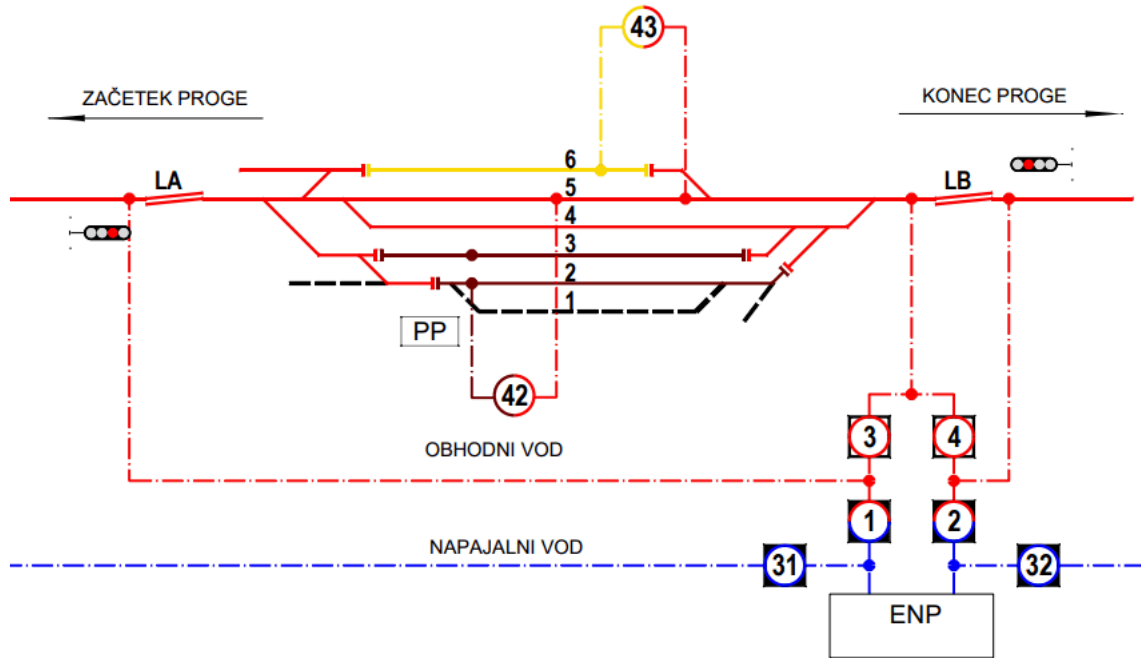 43
ZAČETEK PROGE
KONEC PROGE
6
LA
5
LB
4
3
2
1
PP
42
3
4
OBHODNI VOD
1
2
NAPAJALNI VOD
31
32
ENP